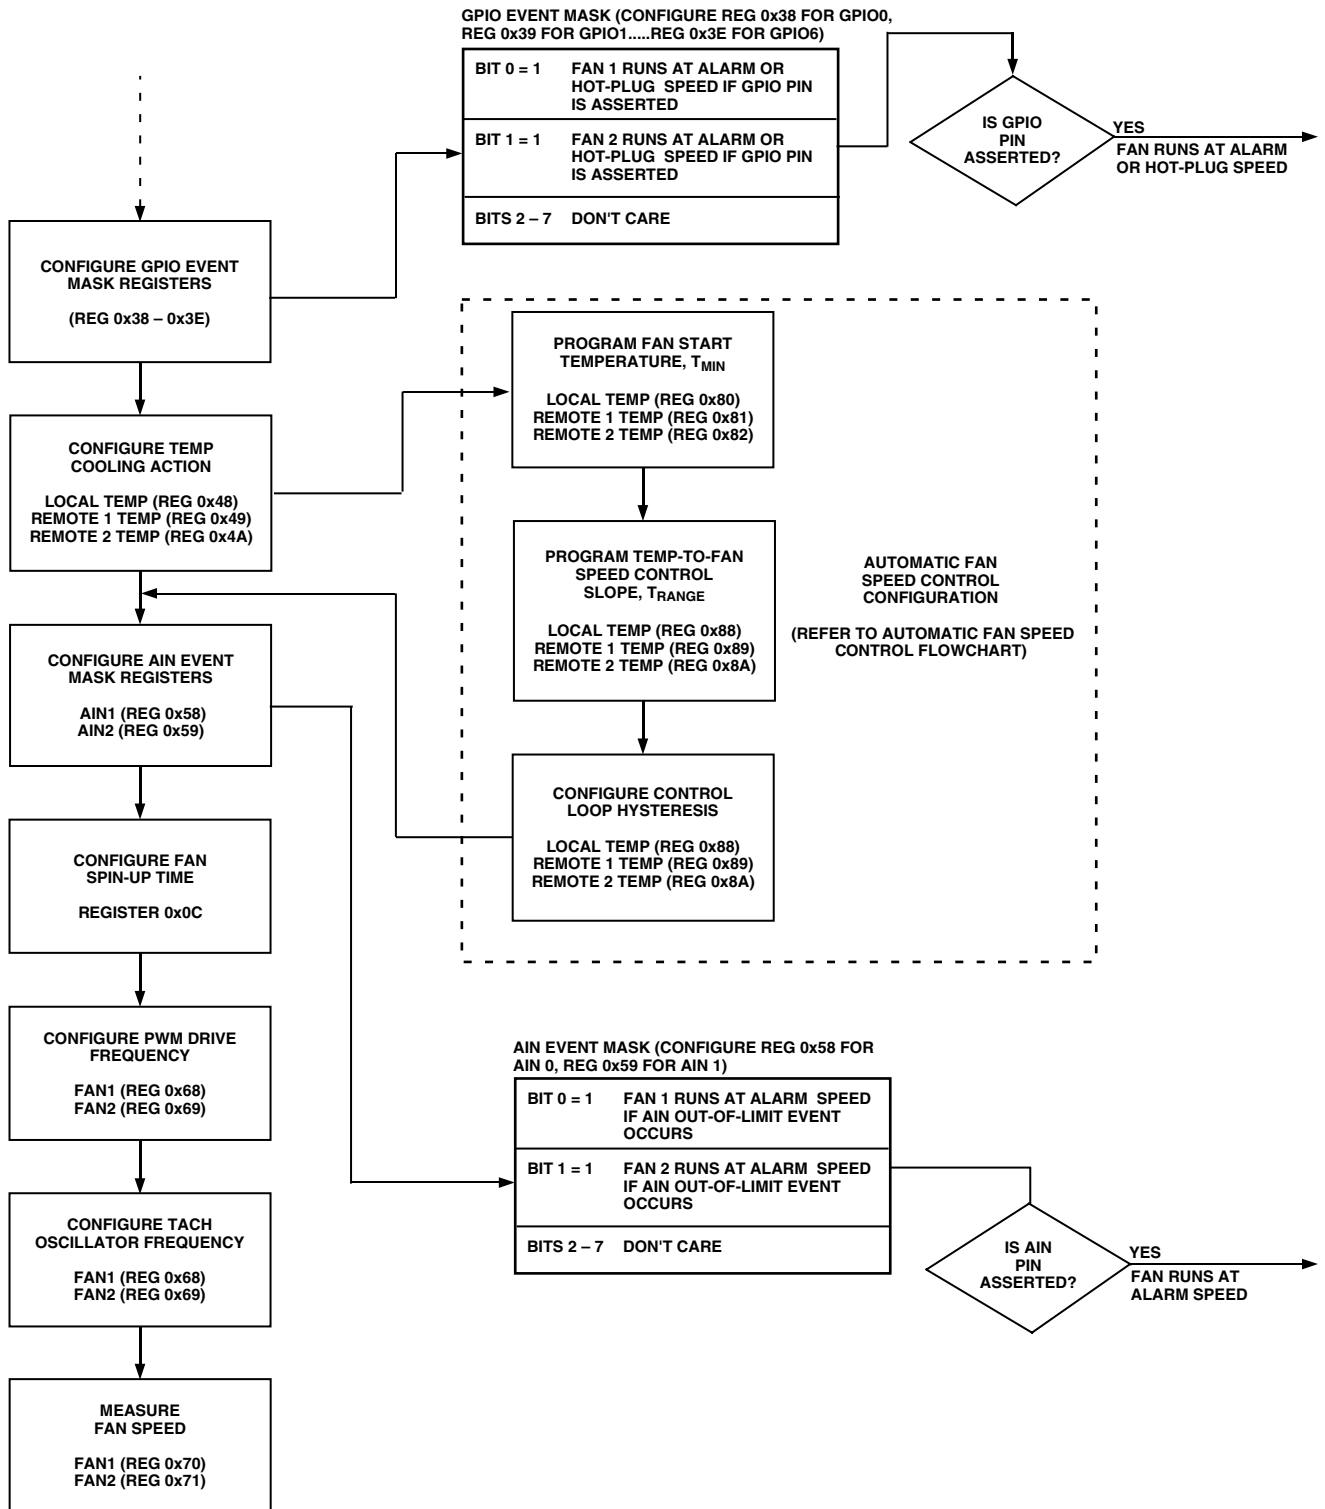 GPIO EVENT MASK (CONFIGURE REG 0x38 FOR GPIO0,
REG 0x39 FOR GPIO1.....REG 0x3E FOR GPIO6)
BIT 0 = 1 FAN 1 RUNS AT ALARM OR
HOT-PLUG SPEED IF GPIO PIN
IS ASSERTED
BIT 1 = 1 FAN 2 RUNS AT ALARM OR
HOT-PLUG SPEED IF GPIO PIN
IS ASSERTED
BITS 2 – 7 DON'T CARE
IS GPIO
PIN
ASSERTED?
YES
FAN RUNS AT ALARM
OR HOT-PLUG SPEED
CONFIGURE GPIO EVENT
MASK REGISTERS
(REG 0x38 – 0x3E)
CONFIGURE TEMP
COOLING ACTION
LOCAL TEMP (REG 0x48)
REMOTE 1 TEMP (REG 0x49)
REMOTE 2 TEMP (REG 0x4A)
PROGRAM FAN START
TEMPERATURE, TMIN
LOCAL TEMP (REG 0x80)
REMOTE 1 TEMP (REG 0x81)
REMOTE 2 TEMP (REG 0x82)
PROGRAM TEMP-TO-FAN
SPEED CONTROL
SLOPE, TRANGE
LOCAL TEMP (REG 0x88)
REMOTE 1 TEMP (REG 0x89)
REMOTE 2 TEMP (REG 0x8A)
AUTOMATIC FAN
SPEED CONTROL
CONFIGURATION
(REFER TO AUTOMATIC FAN SPEED
CONTROL FLOWCHART)
CONFIGURE CONTROL
LOOP HYSTERESIS
LOCAL TEMP (REG 0x88)
REMOTE 1 TEMP (REG 0x89)
REMOTE 2 TEMP (REG 0x8A)
CONFIGURE AIN EVENT
MASK REGISTERS
AIN1 (REG 0x58)
AIN2 (REG 0x59)
CONFIGURE FAN
SPIN-UP TIME
REGISTER 0x0C
CONFIGURE PWM DRIVE
FREQUENCY
FAN1 (REG 0x68)
FAN2 (REG 0x69)
AIN EVENT MASK (CONFIGURE REG 0x58 FOR
AIN 0, REG 0x59 FOR AIN 1)
BIT 0 = 1 FAN 1 RUNS AT ALARM SPEED
IF AIN OUT-OF-LIMIT EVENT
OCCURS
BIT 1 = 1 FAN 2 RUNS AT ALARM SPEED
IF AIN OUT-OF-LIMIT EVENT
OCCURS
BITS 2 – 7 DON'T CARE
IS AIN
PIN
ASSERTED?
YES
FAN RUNS AT
ALARM SPEED
CONFIGURE TACH
OSCILLATOR FREQUENCY
FAN1 (REG 0x68)
FAN2 (REG 0x69)
MEASURE
FAN SPEED
FAN1 (REG 0x70)
FAN2 (REG 0x71)